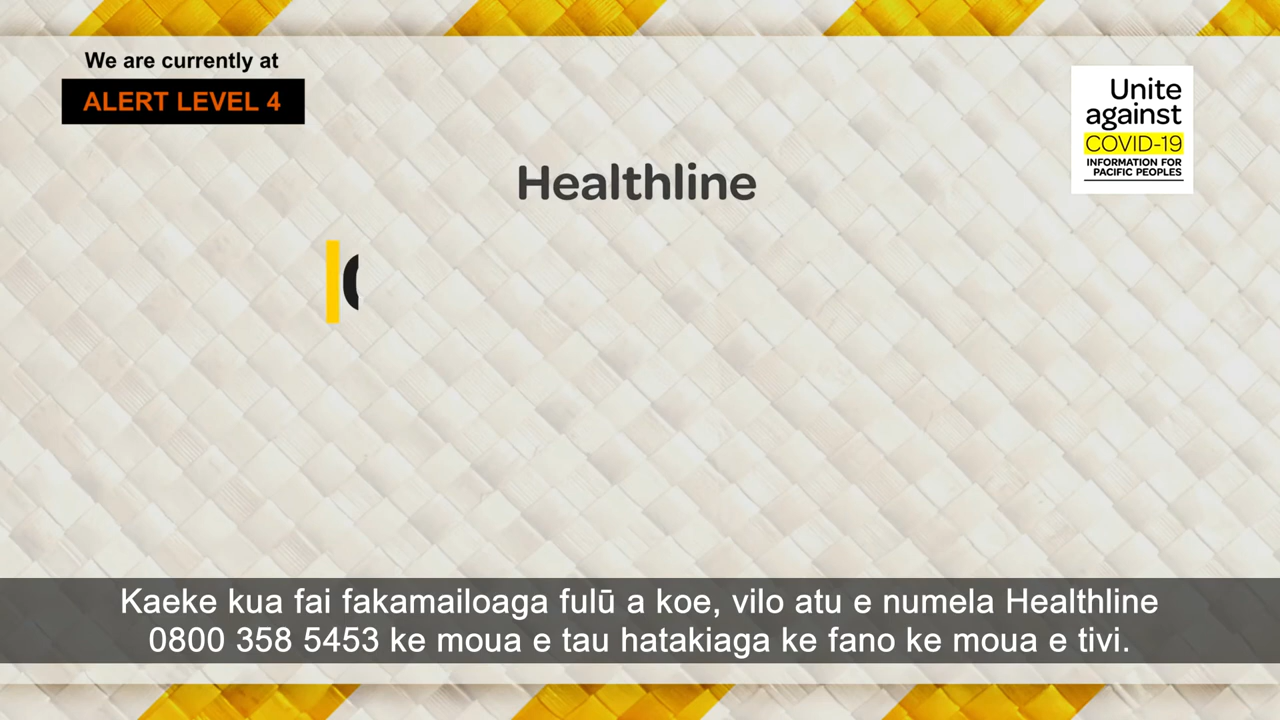 We are currently at
ALERT LEVEL 4
Unite
against
COVID-19
INFORMATION FOR
PACIFIC PEOPLES
Healthline
Kaeke kua fai fakamailoaga fulū a koe, vilo atu e numela Healthline
0800 358 5453 ke moua e tau hatakiaga ke fano ke moua e tivi.